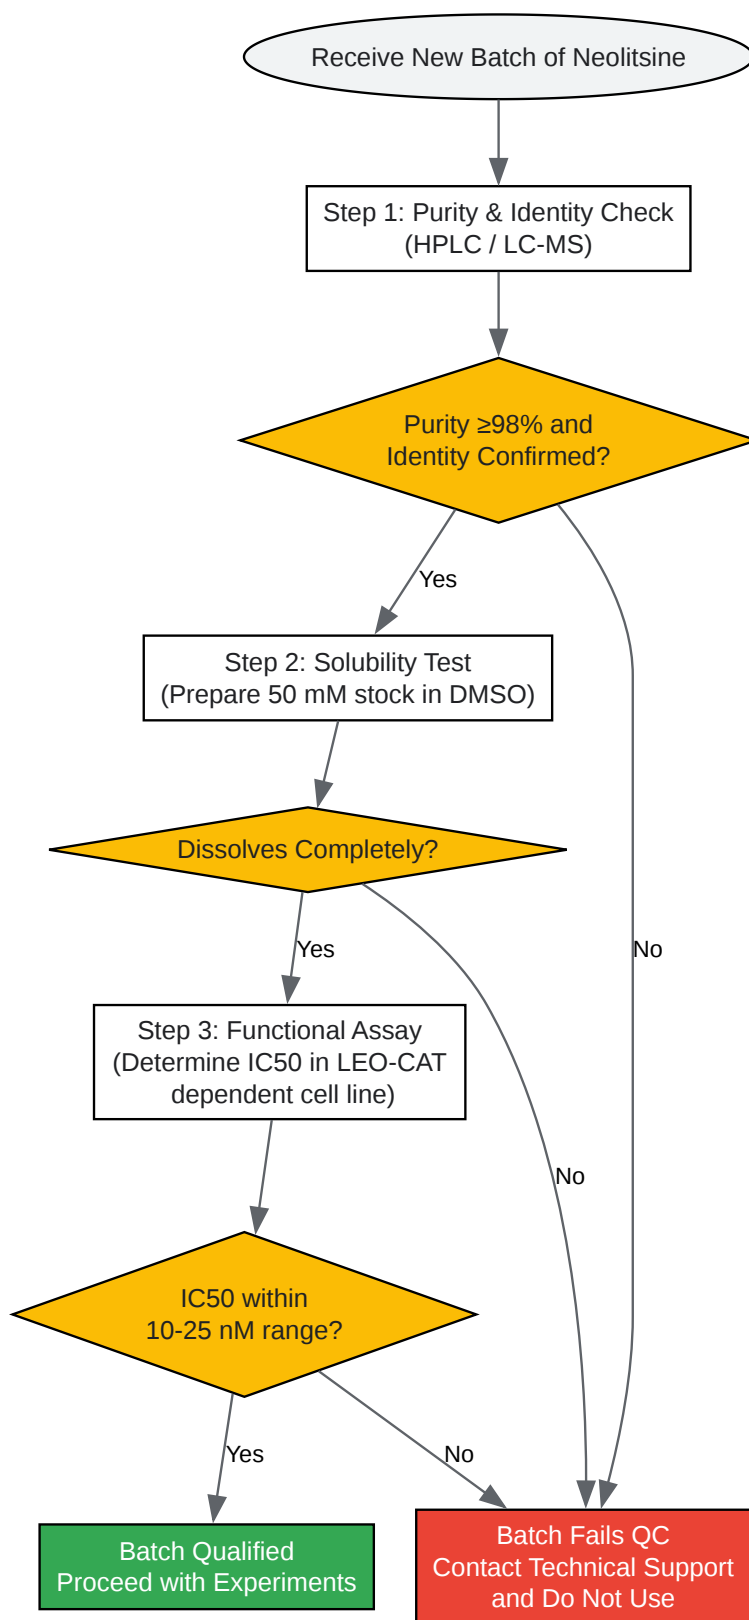 Receive New Batch of Neolitsine
Step 1: Purity & Identity Check
(HPLC / LC-MS)
Purity ≥98% and
Identity Confirmed?
Yes
Step 2: Solubility Test
(Prepare 50 mM stock in DMSO)
Dissolves Completely?
Yes
No
Step 3: Functional Assay
(Determine IC50 in LEO-CAT
dependent cell line)
No
IC50 within
10-25 nM range?
Yes
No
Batch Qualified
Proceed with Experiments
Batch Fails QC
Contact Technical Support
and Do Not Use